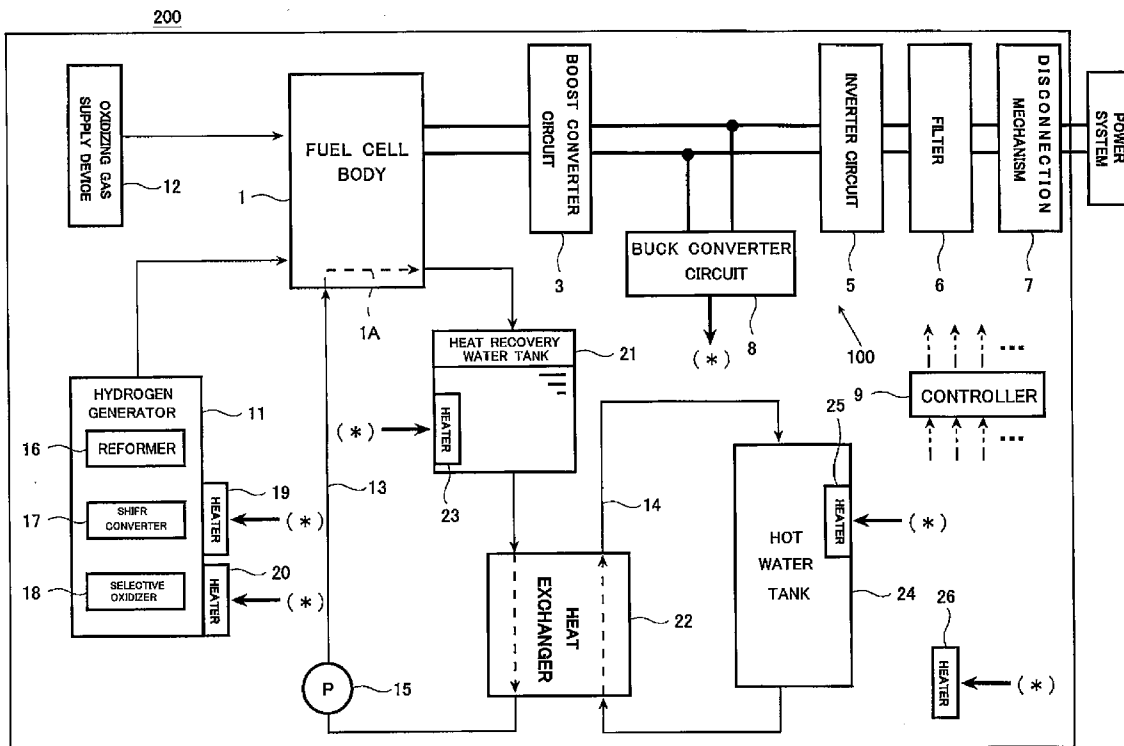 200
OXIDIZING GAS
SUPPLY DEVICE
12
FUEL CELL
BODY
1
1A
BOOST CONVERTER
CIRCUIT
3
BUCK CONVERTER
CIRCUIT
8
(*)
INVERTER CIRCUIT
5
FILTER
6
DISCONNECTION
MECHANISM
7
POWER
SYSTEM
100
9
CONTROLLER
...
...
HYDROGEN
GENERATOR
11
16
REFORMER
17
SHIFR
CONVERTER
18
SELECTIVE
OXIDIZER
19
HEATER
(*)
20
HEATER
(*)
13
P
15
HEAT RECOVERY
WATER TANK
21
(*)
HEATER
23
HEAT
EXCHANGER
22
14
HOT
WATER
TANK
24
25
HEATER
(*)
26
HEATER
(*)